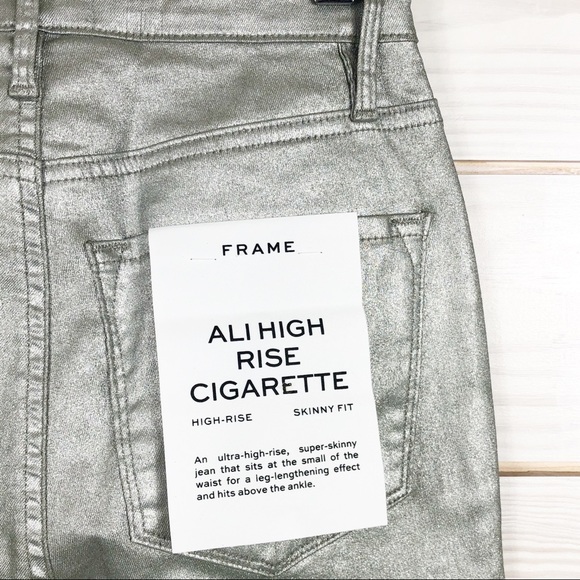 FRAME
ALI HIGH
RISE
CIGARETTE
HIGH-RISE SKINNY FIT
An ultra-high-rise, super-skinny
jean that sits at the small of the
waist for a leg-lengthening effect
and hits above the ankle.